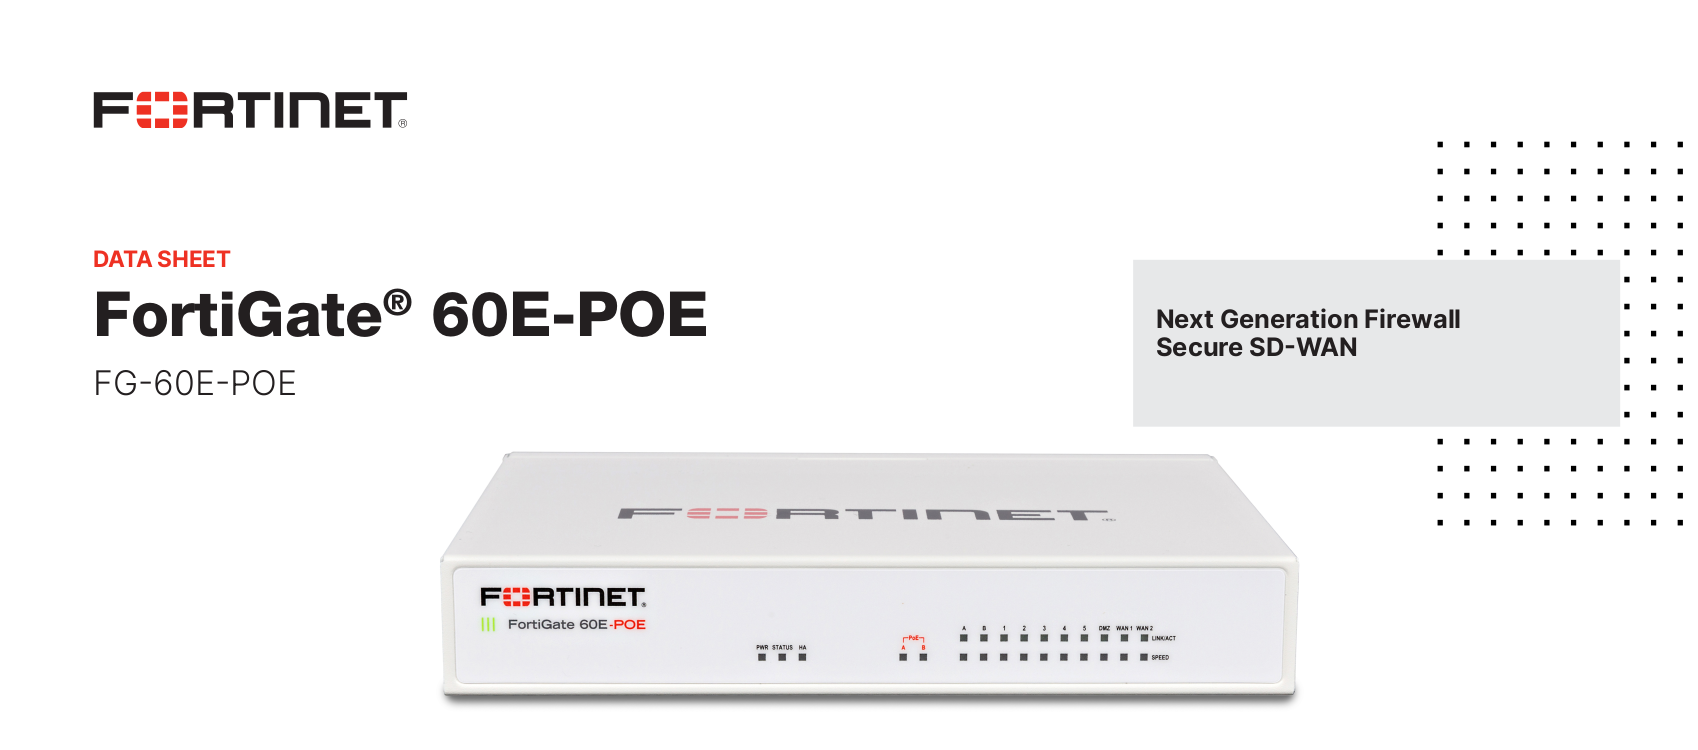 FORTINET®
DATA SHEET
FortiGate® 60E-POE
FG-60E-POE
Next Generation Firewall
Secure SD-WAN
FORTINET®
FORTINET®
FortiGate 60E-POE
PWR STATUS HA
PoE
A B
A B 1 2 3 4 5 DMZ WAN 1 WAN 2
LINK/ACT
SPEED